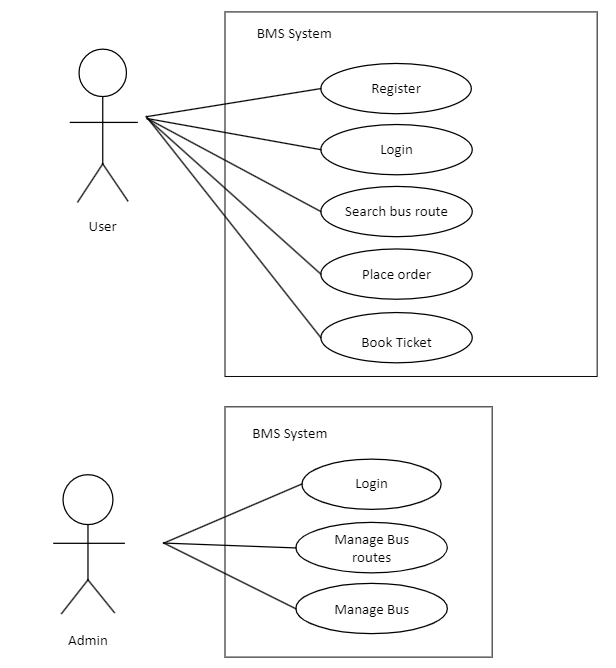 BMS System
Register
Login
Search bus route
Place order
Book Ticket
User
BMS System
Login
Manage Bus
routes
Manage Bus
Admin